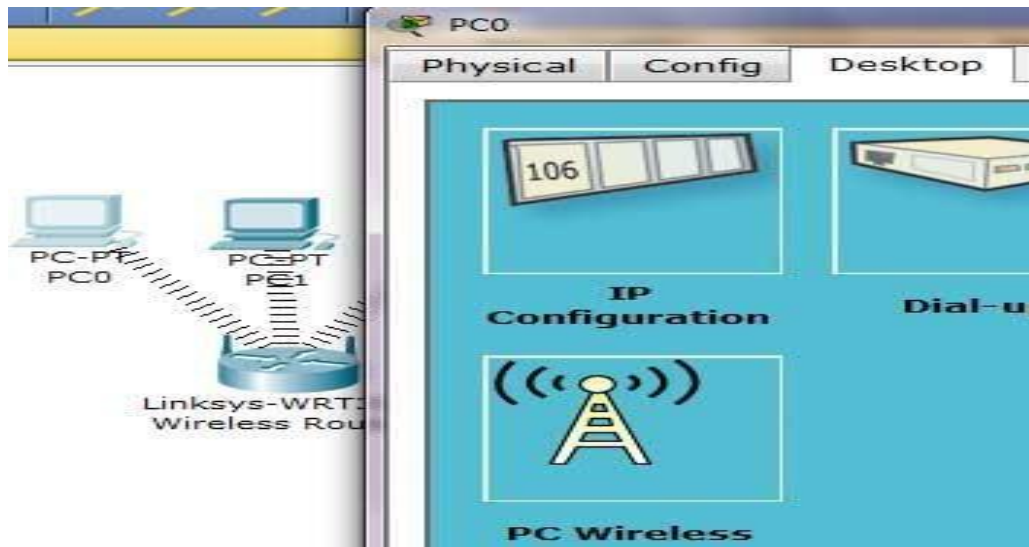 PC0
Physical Config Desktop
106
IP
Configuration
Dial-u
PC Wireless
PC-PT
PC0
PC-PT
PC1
Linksys-WRT
Wireless Rou